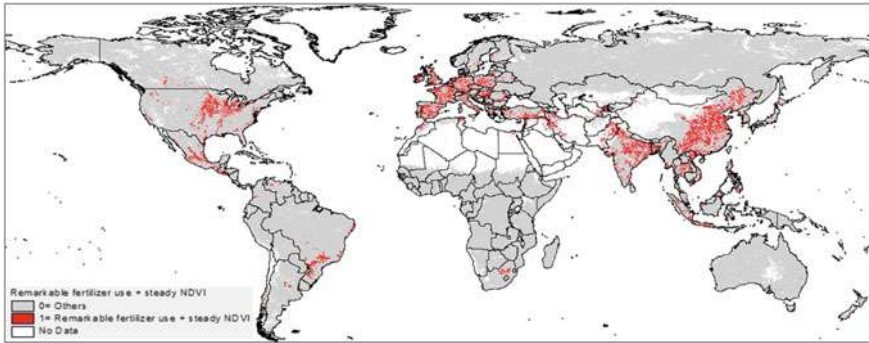 Remarkable fertilizer use + steady NDVI
0= Others
1= Remarkable fertilizer use + steady NDVI
No Data